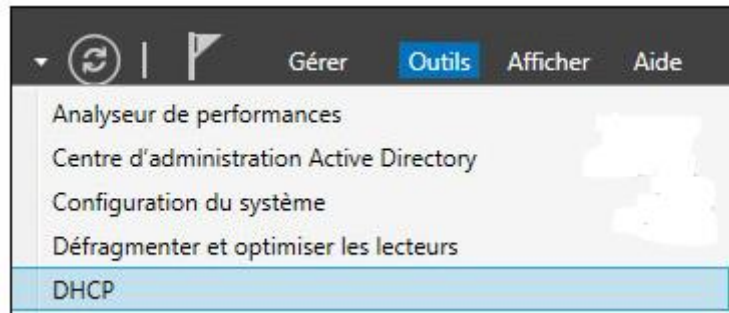 Gérer Outils Afficher Aide
Analyseur de performances
Centre d'administration Active Directory
Configuration du système
Défragmenter et optimiser les lecteurs
DHCP